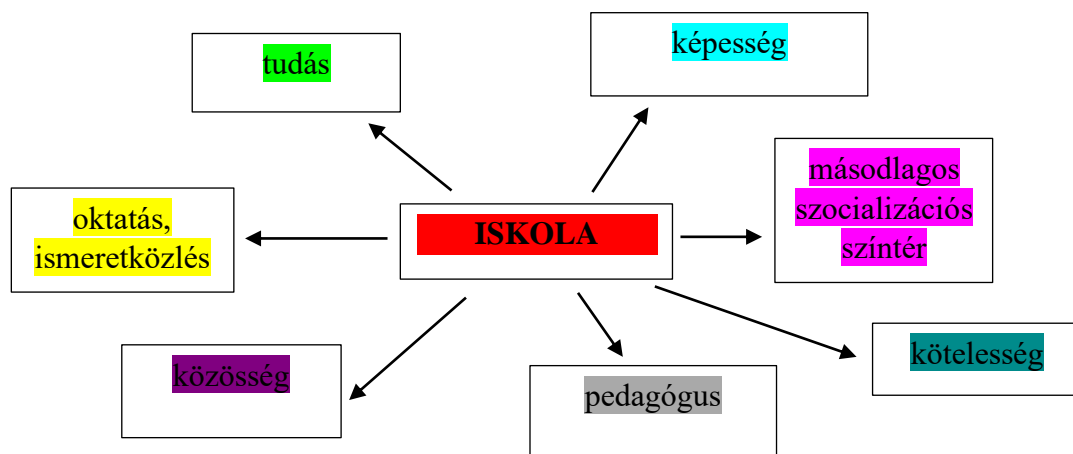 tudás
képesség
másodlagos
szocializációs
színtér
oktatás,
ismeretközlés
ISKOLA
közösség
pedagógus
kötelesség